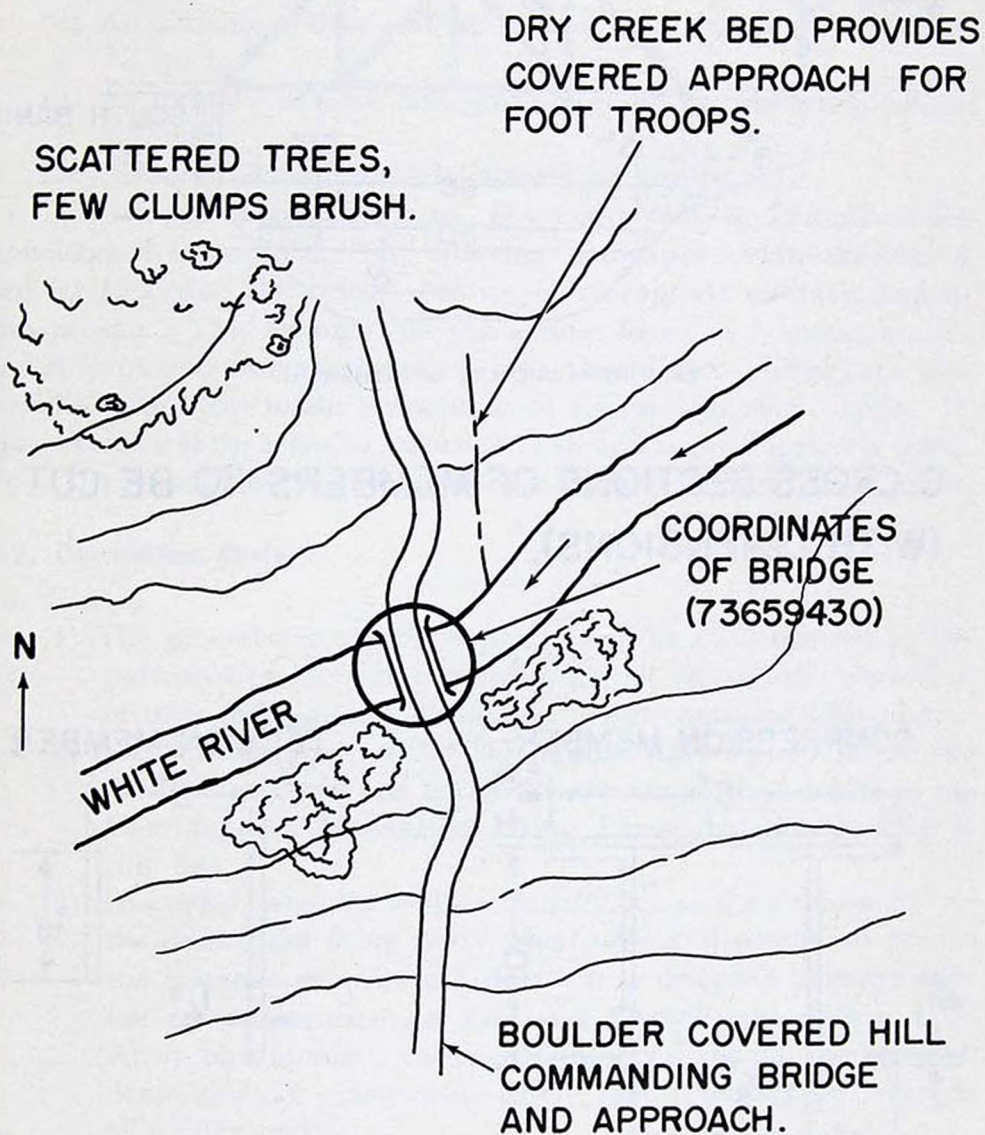 DRY CREEK BED PROVIDES
COVERED APPROACH FOR
FOOT TROOPS.
SCATTERED TREES,
FEW CLUMPS BRUSH.
COORDINATES
OF BRIDGE
(73659430)
N
WHITE RIVER
BOULDER COVERED HILL
COMMANDING BRIDGE
AND APPROACH.